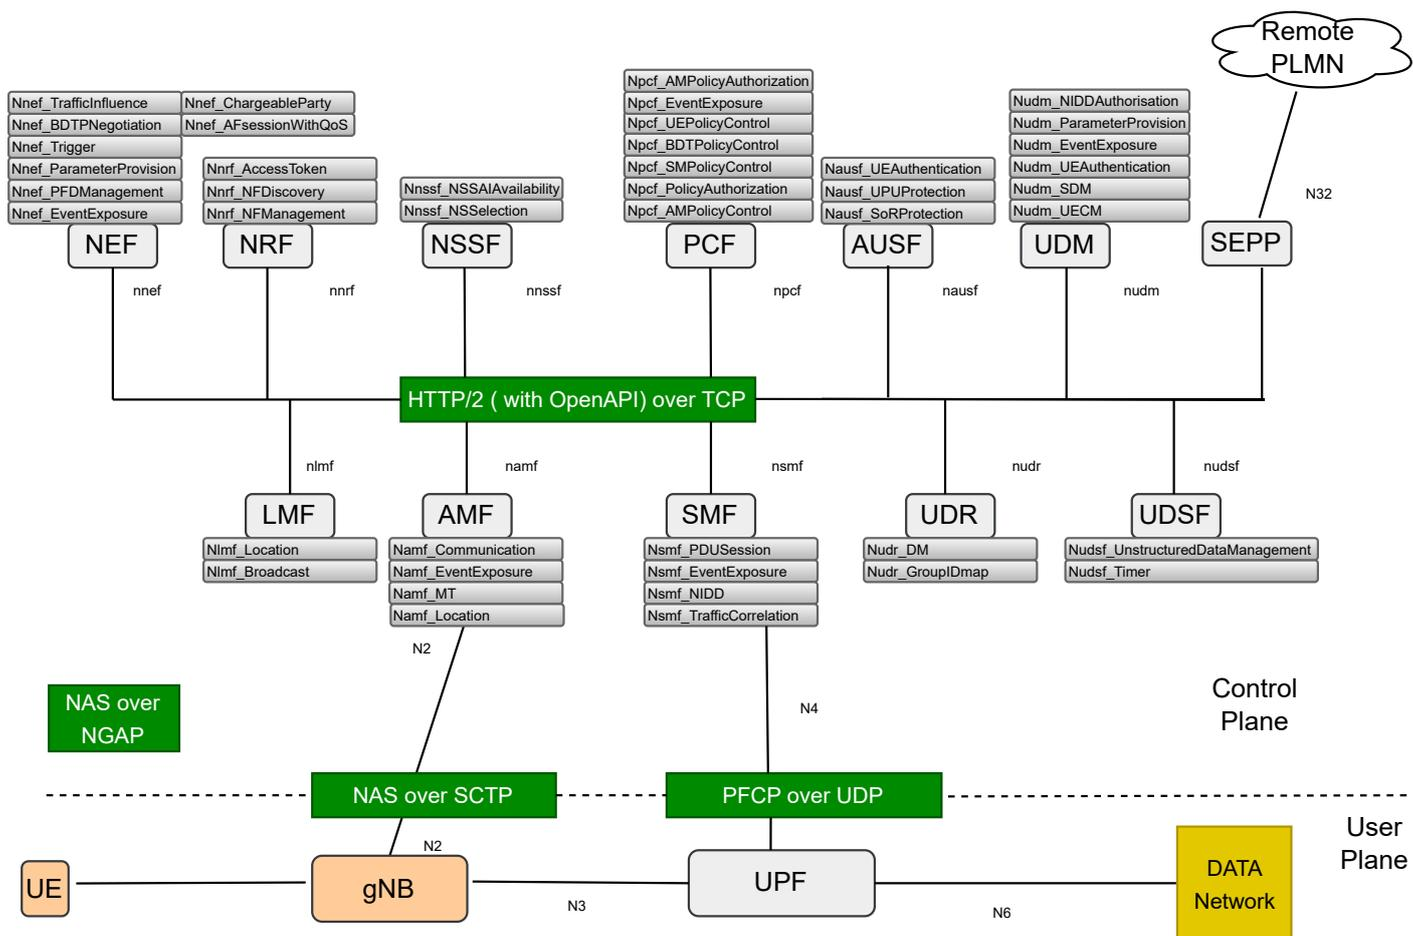 Remote
PLMN
Nnef_TrafficInfluence
Nnef_BDTPNegotiation
Nnef_Trigger
Nnef_ParameterProvision
Nnef_PFDManagement
Nnef_EventExposure
Nnef_ChargeableParty
Nnef_AFsessionWithQoS
Nnrf_AccessToken
Nnrf_NFDiscovery
Nnrf_NFManagement
Nnssf_NSSAIAvailability
Nnssf_NSSelection
Npcf_AMPolicyAuthorization
Npcf_EventExposure
Npcf_UEPolicyControl
Npcf_BDTPolicyControl
Npcf_SMPolicyControl
Npcf_PolicyAuthorization
Npcf_AMPolicyControl
Nausf_UEAuthentication
Nausf_UPUProtection
Nausf_SoRProtection
Nudm_NIDDAuthorisation
Nudm_ParameterProvision
Nudm_EventExposure
Nudm_UEAuthentication
Nudm_SDM
Nudm_UECM
N32
NEF
NRF
NSSF
PCF
AUSF
UDM
SEPP
nnef
nnrf
nnssf
npcf
nausf
nudm
HTTP/2 ( with OpenAPI) over TCP
nlmf
namf
nsmf
nudr
nudsf
LMF
AMF
SMF
UDR
UDSF
Nlmf_Location
Nlmf_Broadcast
Namf_Communication
Namf_EventExposure
Namf_MT
Namf_Location
Nsmf_PDUSession
Nsmf_EventExposure
Nsmf_NIDD
Nsmf_TrafficCorrelation
Nudr_DM
Nudr_GroupIDmap
Nudsf_UnstructuredDataManagement
Nudsf_Timer
N2
N4
NAS over
NGAP
Control
Plane
NAS over SCTP
PFCP over UDP
User
Plane
N2
UE
gNB
UPF
DATA
Network
N3
N6